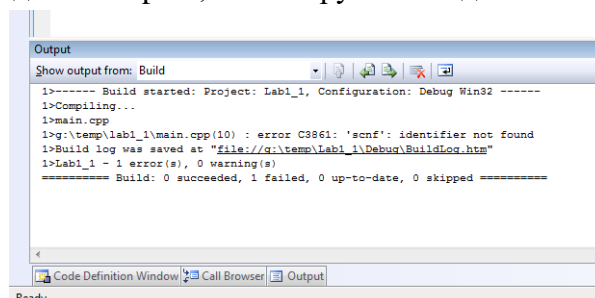 Output
Show output from: Build
1>------ Build started: Project: Lab1_1, Configuration: Debug Win32 ------
1>Compiling...
1>main.cpp
1>g:\temp\lab1_1\main.cpp(10) : error C3861: 'scnf': identifier not found
1>Build log was saved at "file://g:\temp\Lab1_1\Debug\BuildLog.htm"
1>Lab1_1 - 1 error(s), 0 warning(s)
========== Build: 0 succeeded, 1 failed, 0 up-to-date, 0 skipped ==========
Code Definition Window Call Browser Output